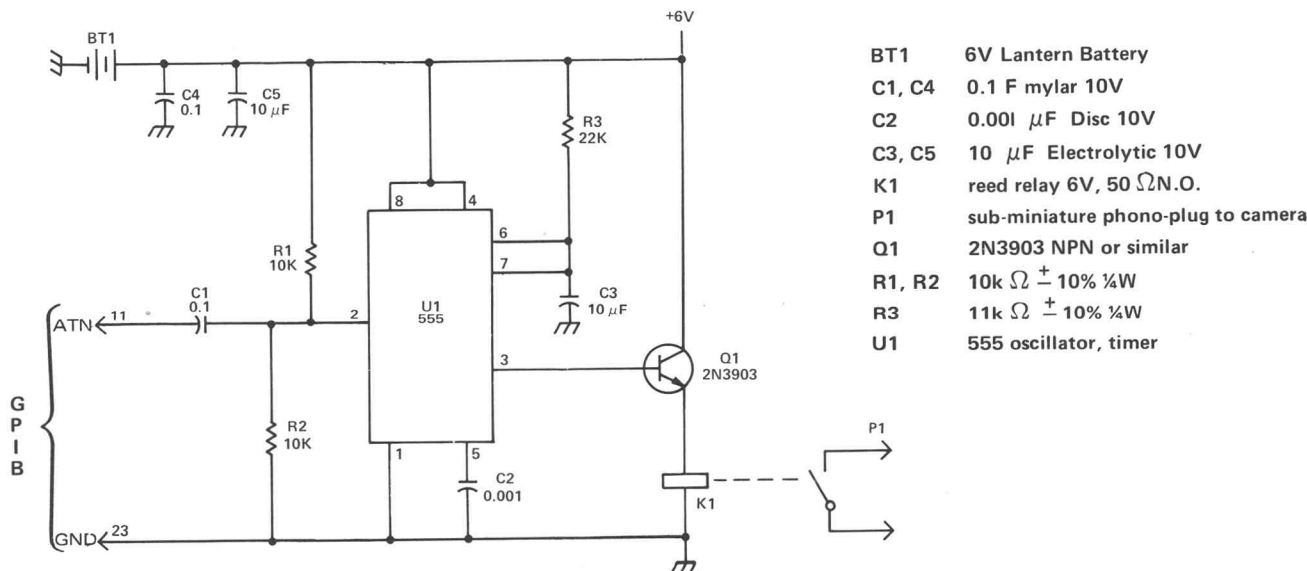 +6V
BT1
C4
0.1
C5
10 µF
R3
22K
8
4
6
7
R1
10K
C3
10 µF
U1
555
C1
0.1
2
ATN
11
3
Q1
2N3903
G
P
I
B
R2
10K
1
5
C2
0.001
K1
P1
GND
23
BT1 6V Lantern Battery
C1, C4 0.1 F mylar 10V
C2 0.001 µF Disc 10V
C3, C5 10 µF Electrolytic 10V
K1 reed relay 6V, 50 ΩN.O.
P1 sub-miniature phono-plug to camera
Q1 2N3903 NPN or similar
R1, R2 10k Ω ± 10% ¼W
R3 11k Ω ± 10% ¼W
U1 555 oscillator, timer